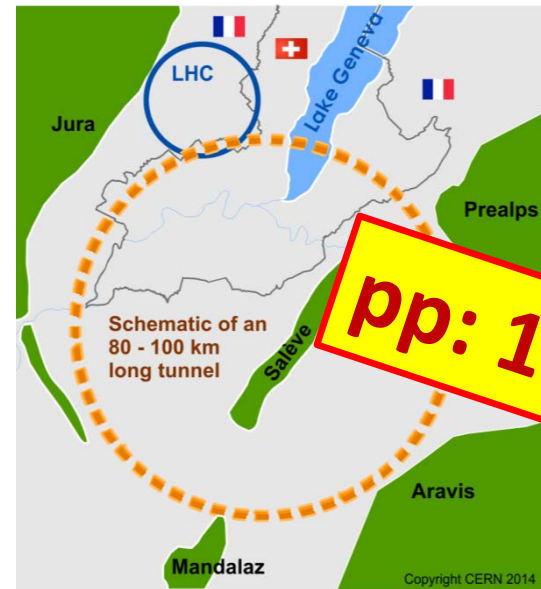 LHC
Lake Geneva
Jura
Prealps
pp: 1
Schematic of an
80 - 100 km
long tunnel
Salève
Aravis
Mandalaz
Copyright CERN 2014